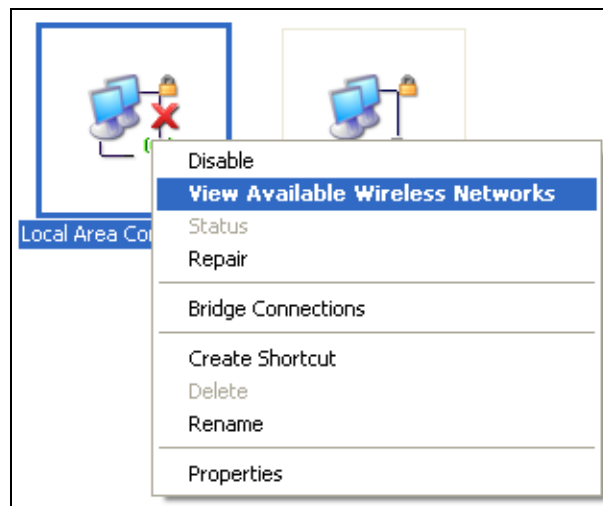 Local Area Co
Disable
View Available Wireless Networks
Status
Repair
Bridge Connections
Create Shortcut
Delete
Rename
Properties